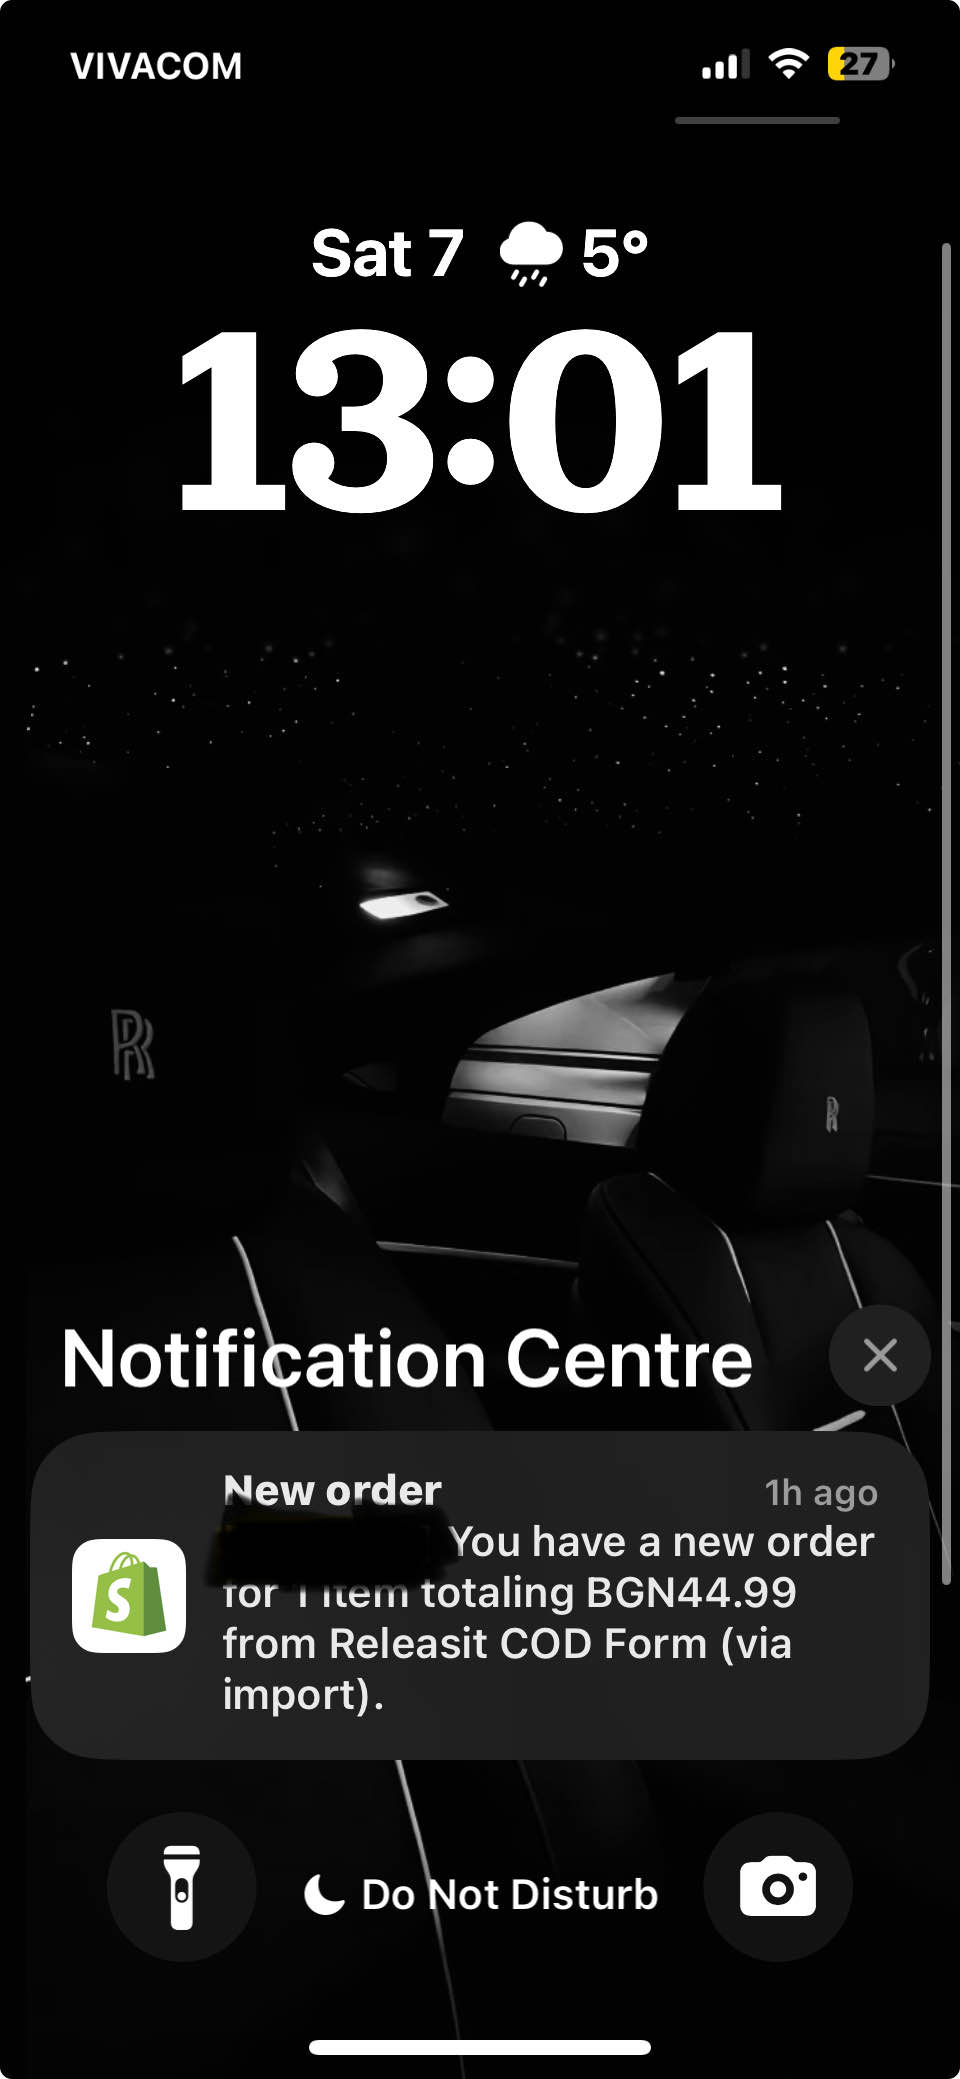 VIVACOM
27
Sat 7 5°
13:01
R
R
Notification Centre
New order
1h ago
You have a new order
for 1 item totaling BGN44.99
from Releasit COD Form (via
import).
Do Not Disturb